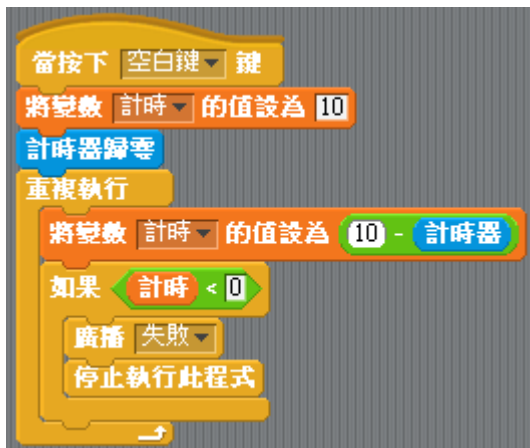 當按下 空白鍵 鍵
將變數 計時 的值設為 10
計時器歸零
重複執行
將變數 計時 的值設為 10 - 計時器
如果 計時 < 0
廣播 失敗
停止執行此程式